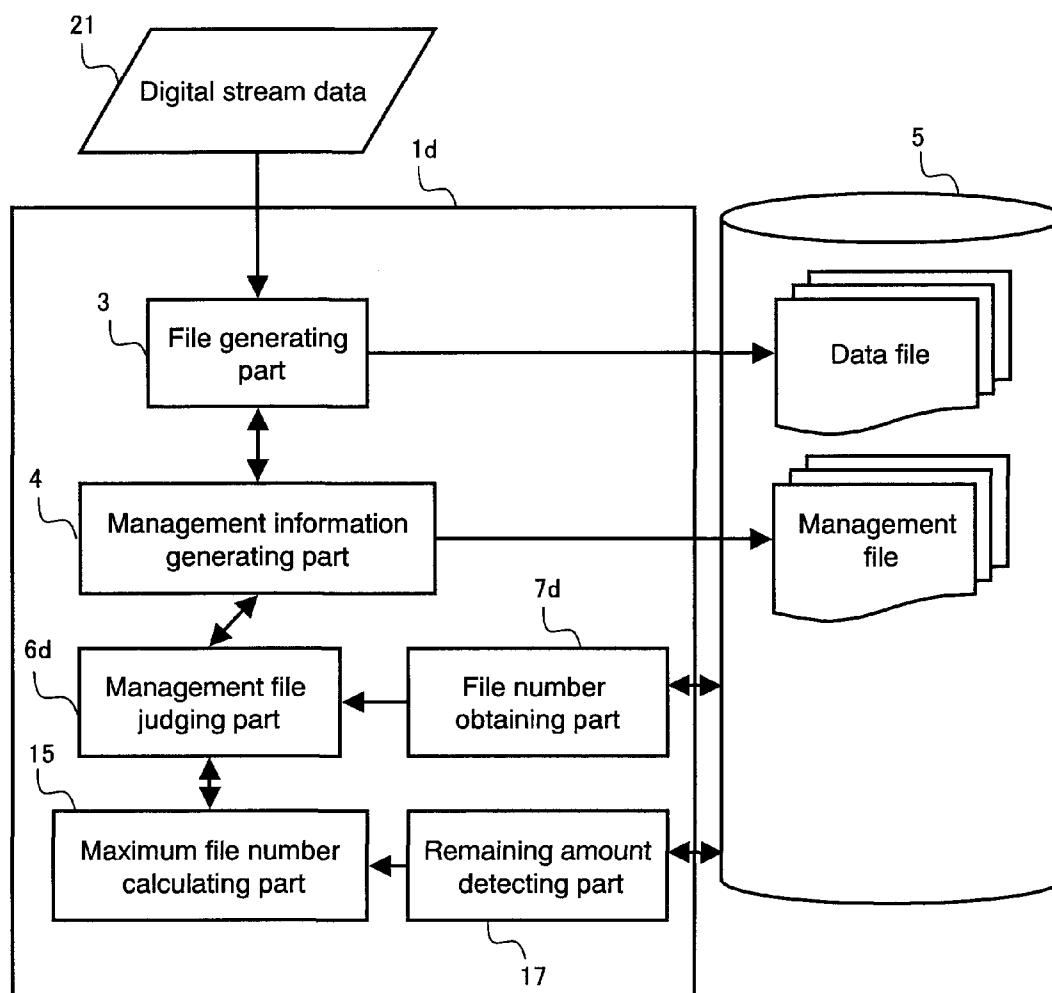 21
Digital stream data
1d
5
3
File generating
part
Data file
4
Management information
generating part
Management
file
7d
6d
Management file
judging part
File number
obtaining part
15
Maximum file number
calculating part
Remaining amount
detecting part
17